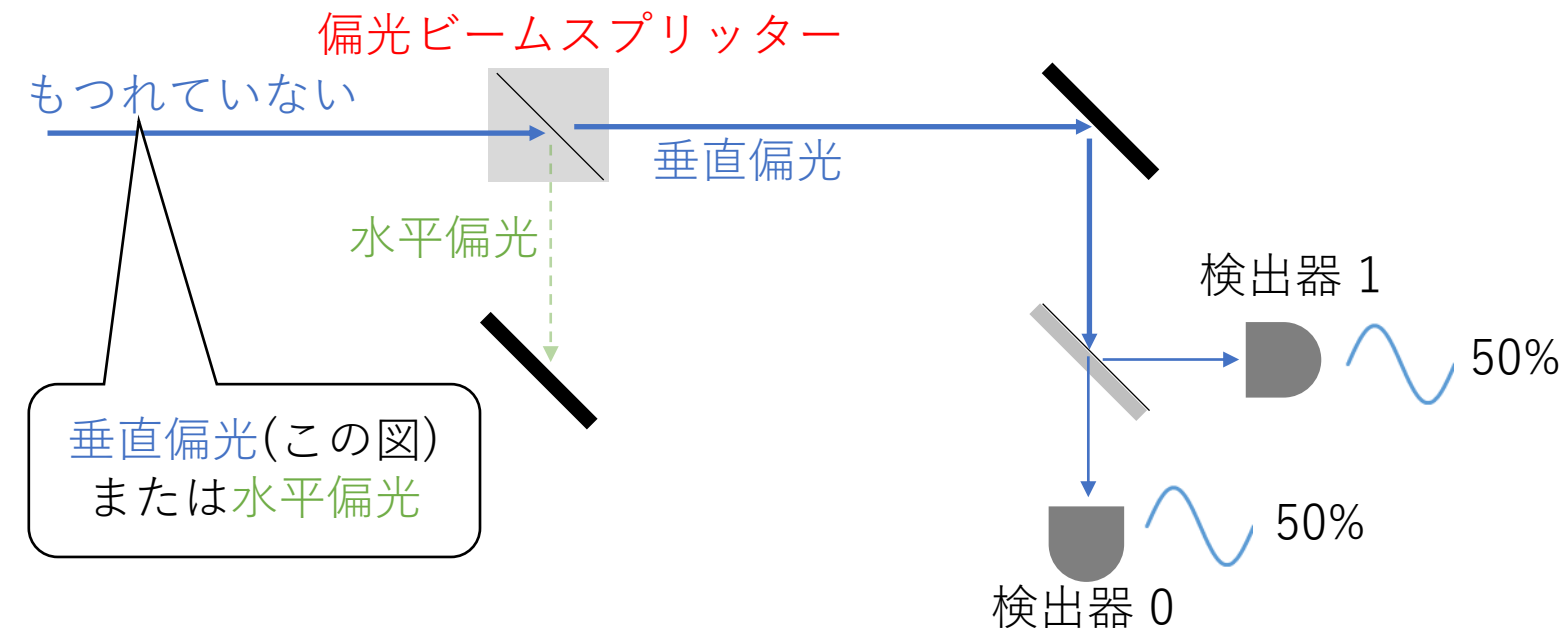 偏光ビームスプリッター
もつれていない
垂直偏光
水平偏光
検出器 1
50%
垂直偏光(この図)
または水平偏光
50%
検出器 0